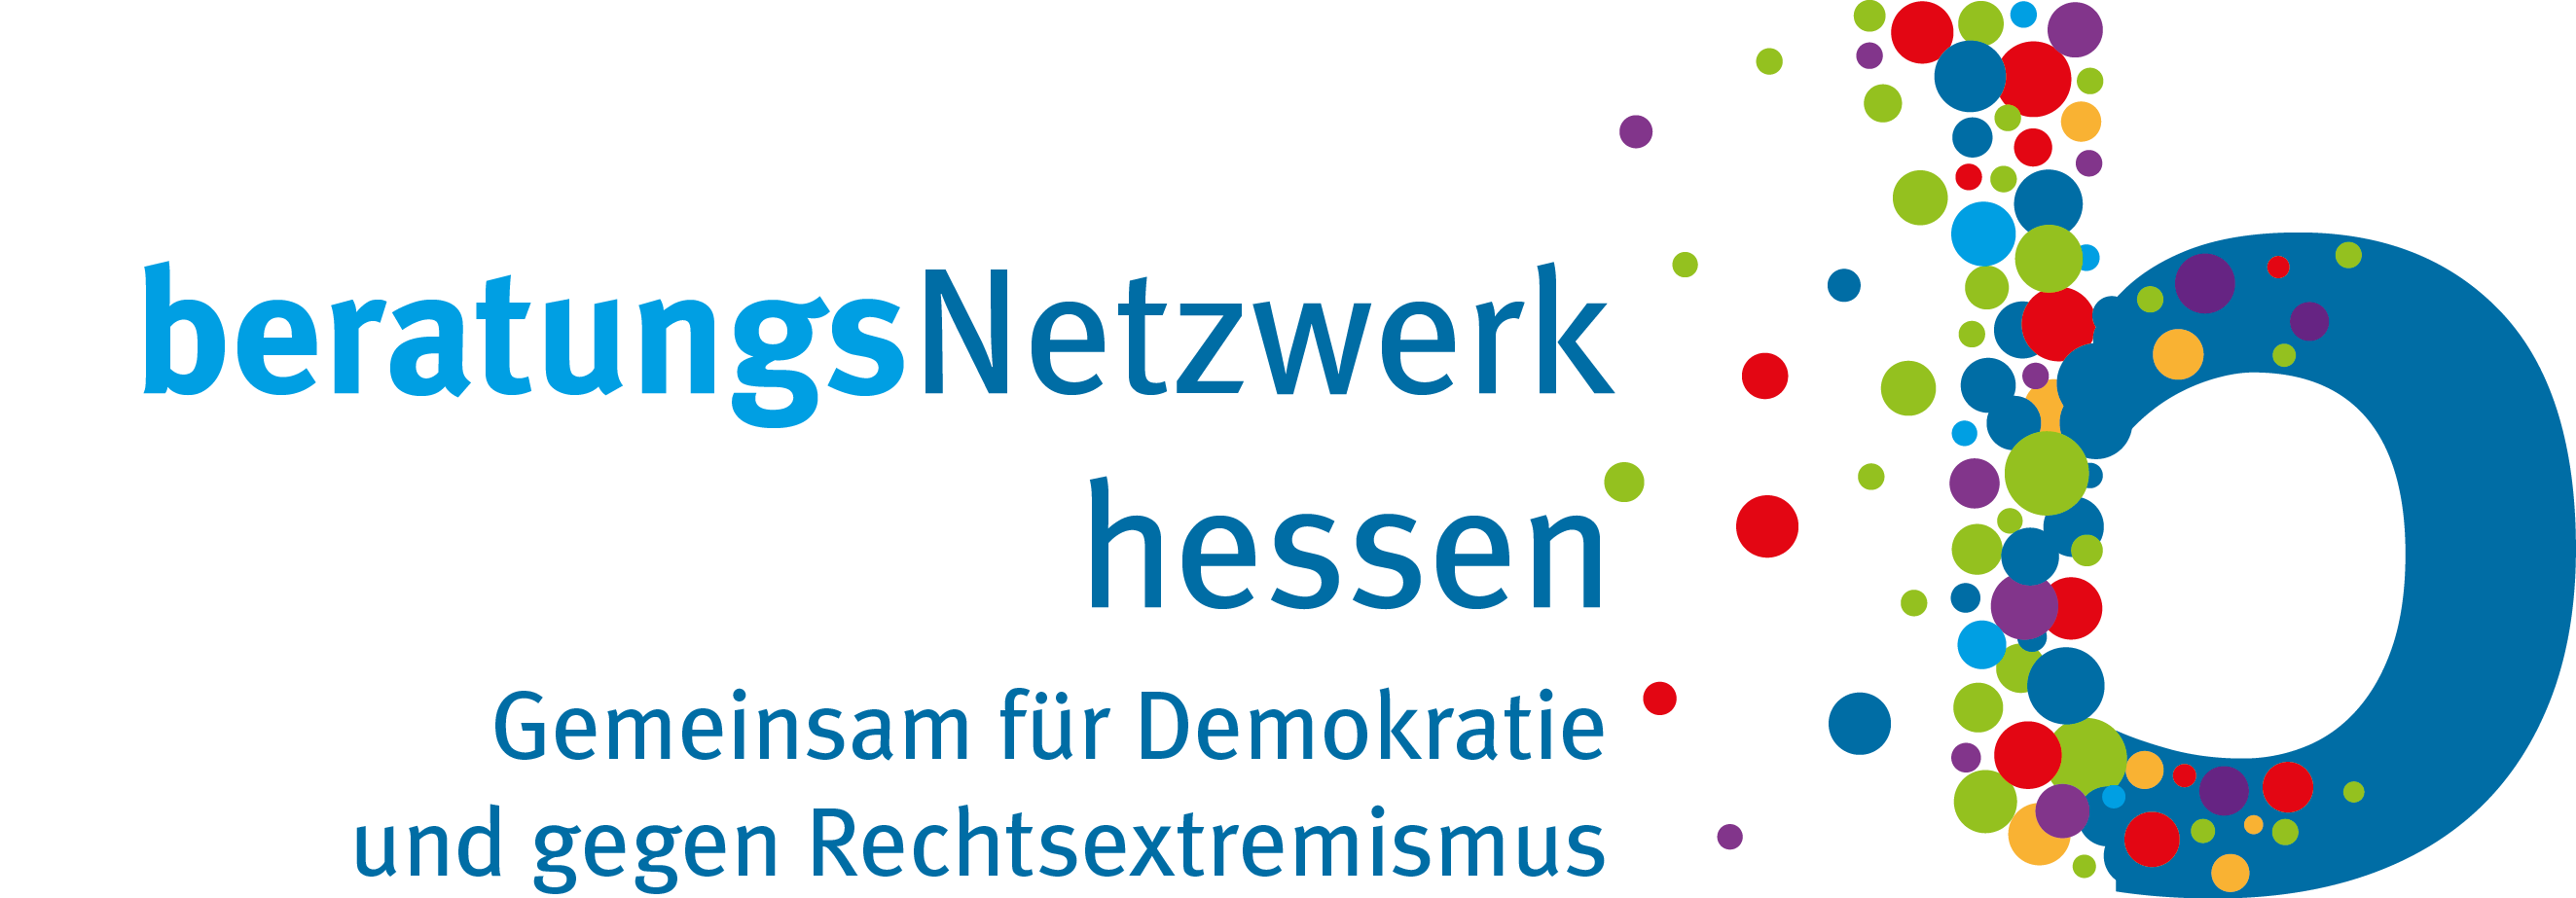 beratungsNetzwerk
hessen
Gemeinsam für Demokratie
und gegen Rechtsextremismus